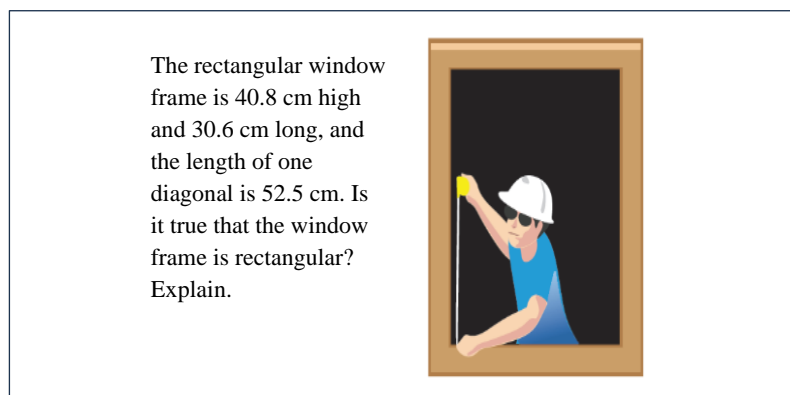 The rectangular window
frame is 40.8 cm high
and 30.6 cm long, and
the length of one
diagonal is 52.5 cm. Is
it true that the window
frame is rectangular?
Explain.